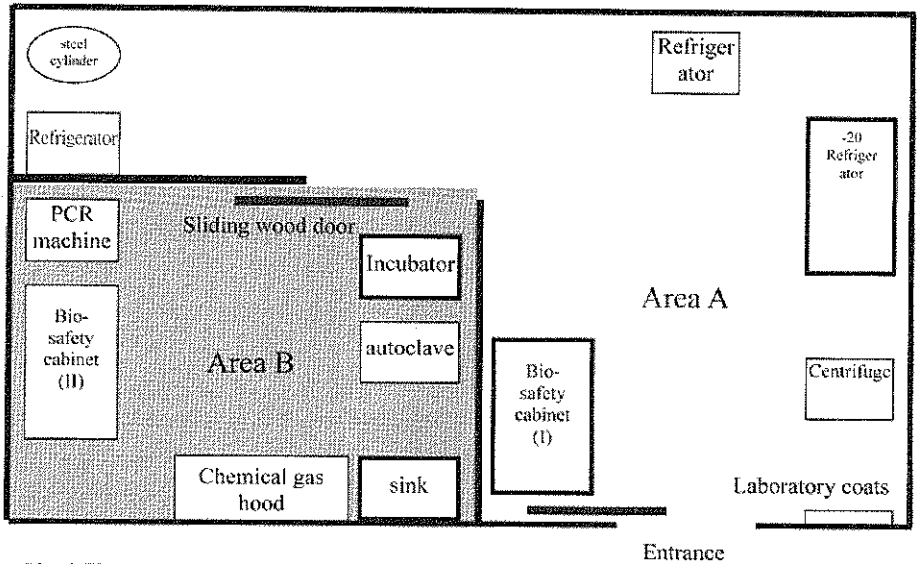 steel
cylinder
Refriger
ator
Refrigerator
-20
Refriger
ator
PCR
machine
Sliding wood door
Incubator
Area A
Bio-
safety
cabinet
(II)
Area B
autoclave
Bio-
safety
cabinet
(I)
Centrifuge
Chemical gas
hood
sink
Laboratory coats
Entrance